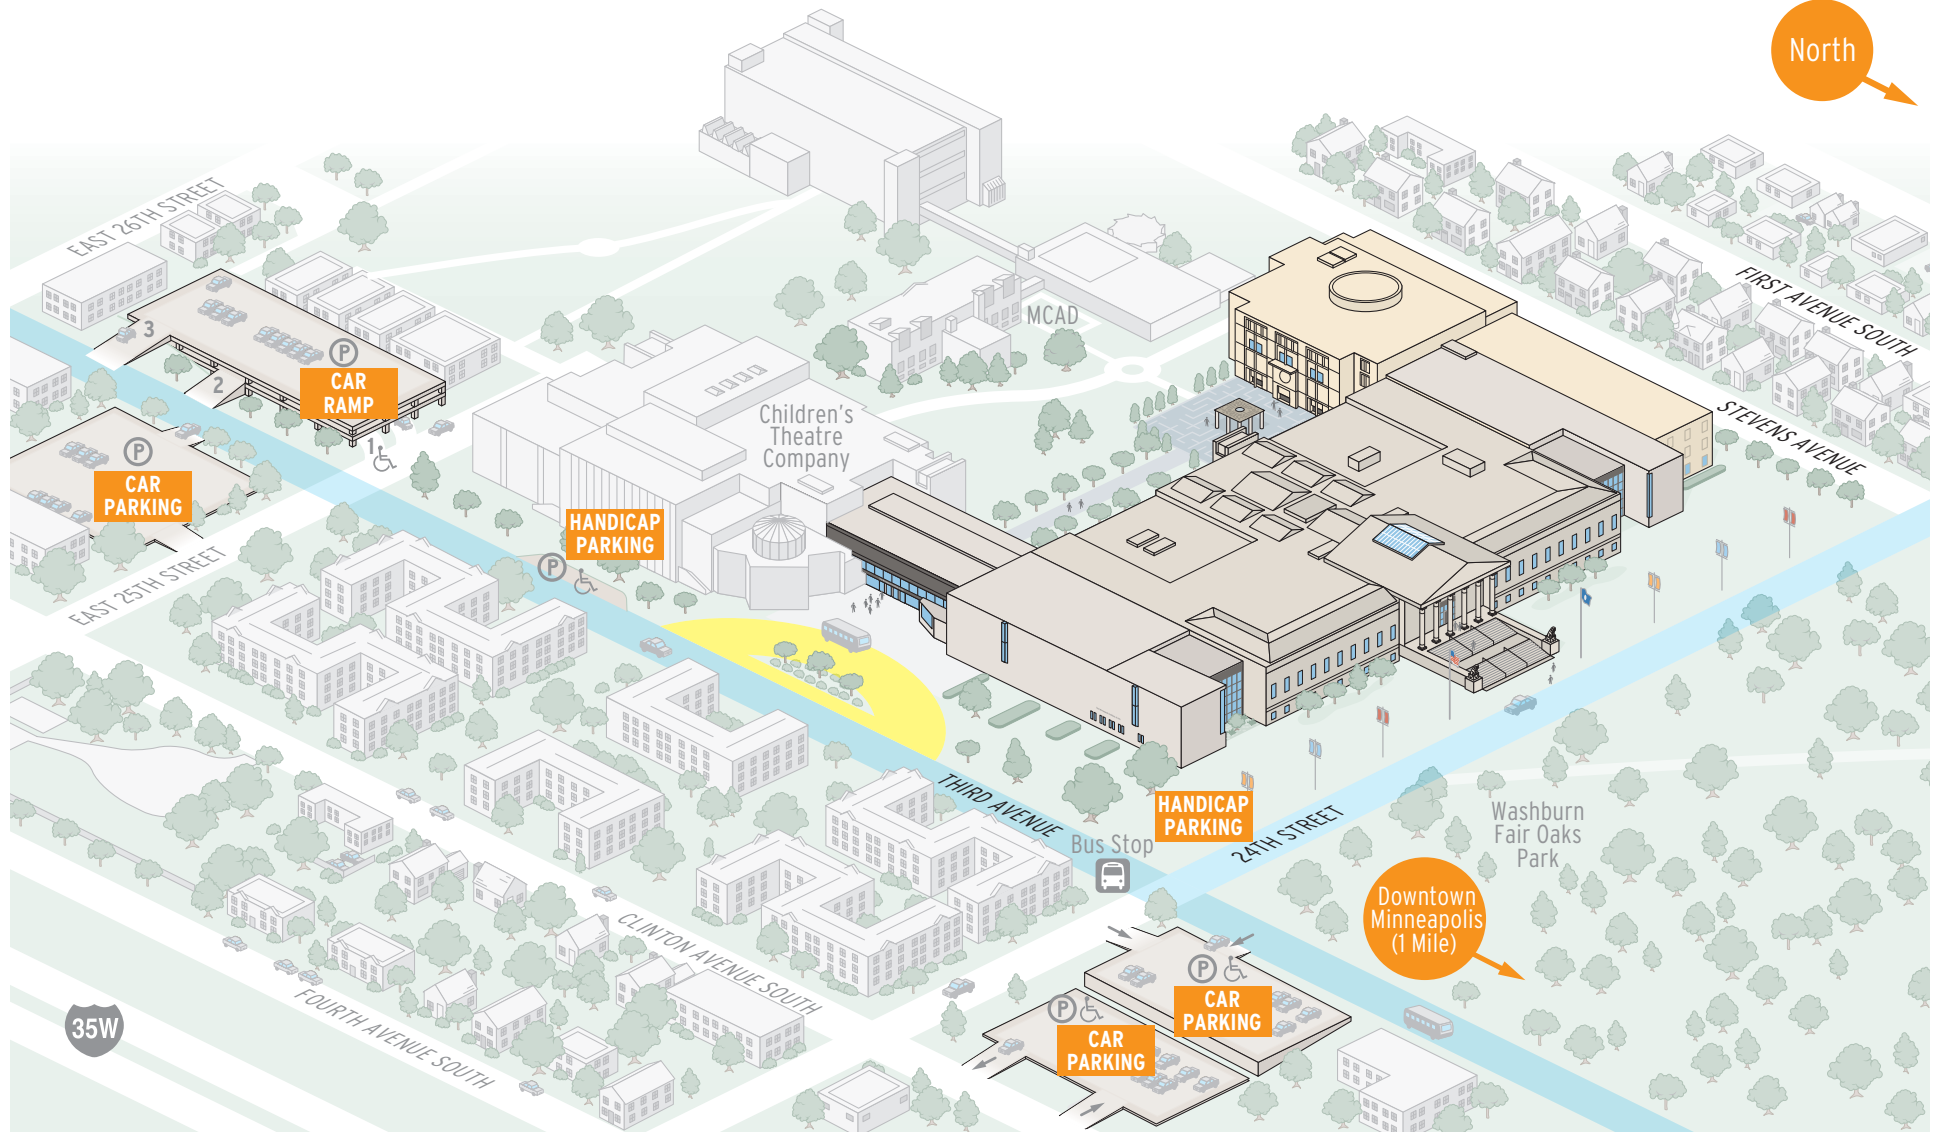 North
EAST 26TH STREET
FIRST AVENUE SOUTH
MCAD
3
2
P
CAR
RAMP
1
STEVENS AVENUE
Children's
Theatre
Company
P
CAR
PARKING
HANDICAP
PARKING
P
EAST 25TH STREET
THIRD AVENUE
HANDICAP
PARKING
24TH STREET
Bus Stop
Washburn
Fair Oaks
Park
Downtown
Minneapolis
(1 Mile)
CLINTON AVENUE SOUTH
FOURTH AVENUE SOUTH
35W
P
CAR
PARKING
P
CAR
PARKING